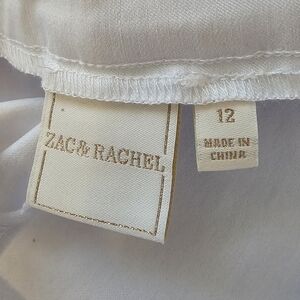 ZAC & RACHEL
12
MADE IN
CHINA